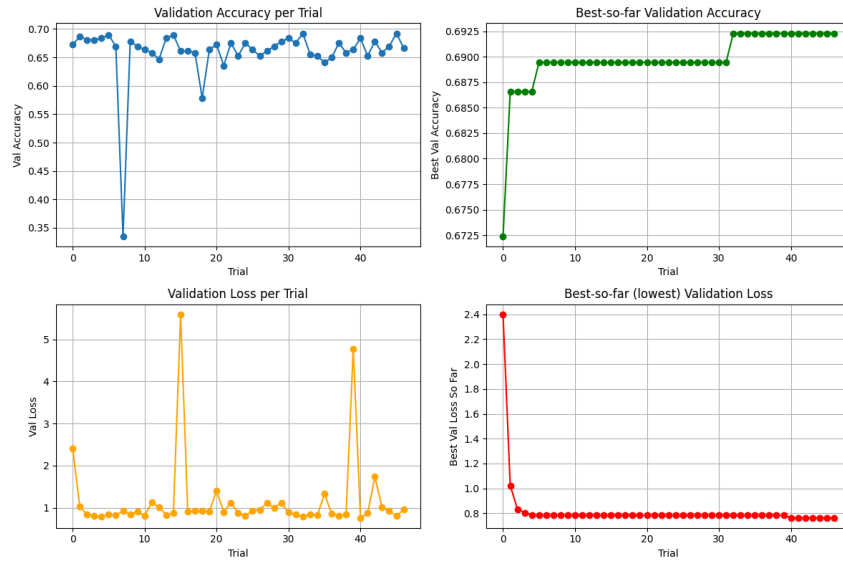 Validation Accuracy per Trial
0.70
0.65
0.60
0.55
0.50
0.45
0.40
0.35
Val Accuracy
0 10 20 30 40
Trial
Best-so-far Validation Accuracy
0.6925
0.6900
0.6875
0.6850
0.6825
0.6800
0.6775
0.6750
0.6725
Best Val Accuracy
0 10 20 30 40
Trial
Validation Loss per Trial
5
4
3
2
1
Val Loss
0 10 20 30 40
Trial
Best-so-far (lowest) Validation Loss
2.4
2.2
2.0
1.8
1.6
1.4
1.2
1.0
0.8
Best Val Loss So Far
0 10 20 30 40
Trial